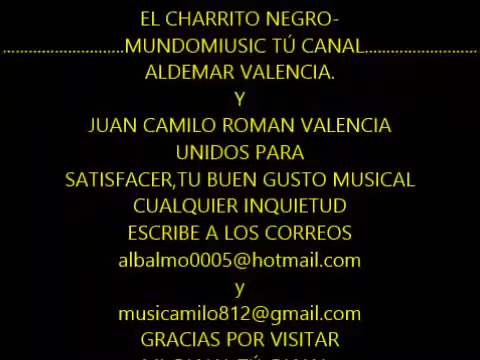 EL CHARRITO NEGRO-
.............................MUNDOMIUSIC TÚ CANAL...........................
ALDEMAR VALENCIA.
Y
JUAN CAMILO ROMAN VALENCIA
UNIDOS PARA
SATISFACER,TU BUEN GUSTO MUSICAL
CUALQUIER INQUIETUD
ESCRIBE A LOS CORREOS
albalmo0005@hotmail.com
y
musicamilo812@gmail.com
GRACIAS POR VISITAR